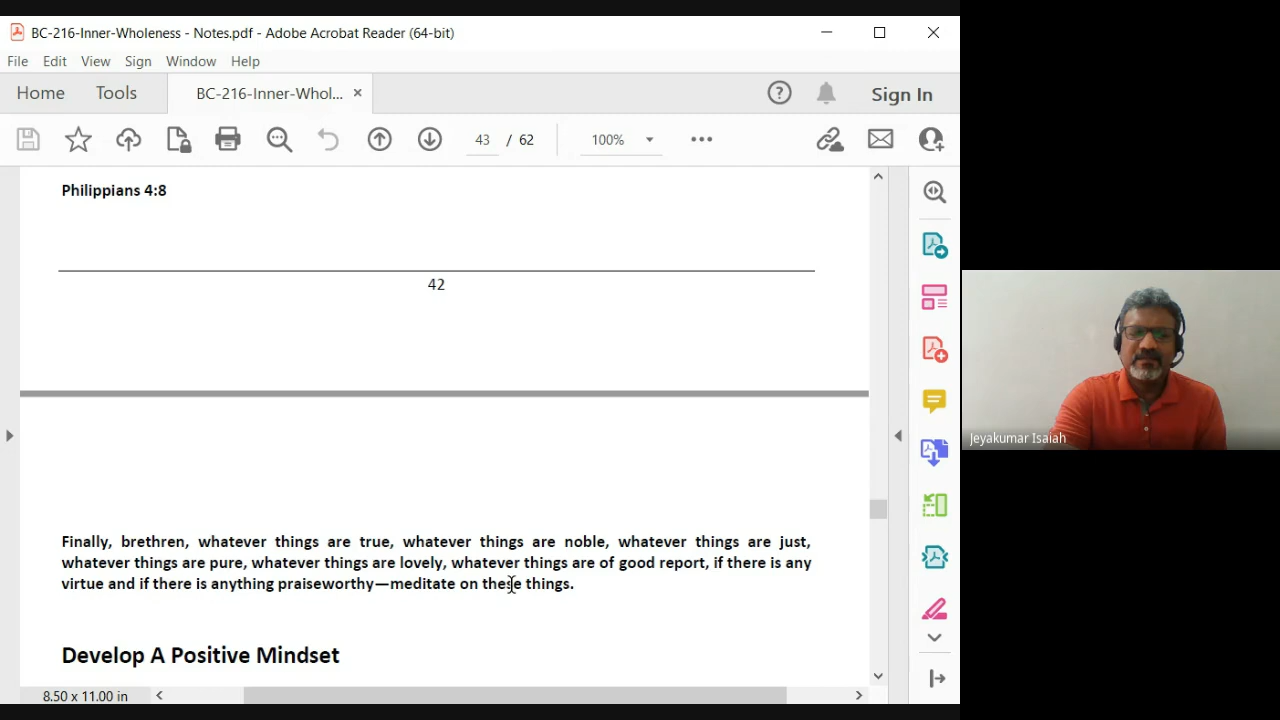 BC-216-Inner-Wholeness - Notes.pdf - Adobe Acrobat Reader (64-bit)
File Edit View Sign Window Help
Home Tools BC-216-Inner-Whol... × Sign In
43 / 62 100%
Philippians 4:8
42
Finally, brethren, whatever things are true, whatever things are noble, whatever things are just,
whatever things are pure, whatever things are lovely, whatever things are of good report, if there is any
virtue and if there is anything praiseworthy—meditate on these things.
Develop A Positive Mindset
8.50 x 11.00 in
Jeyakumar Isaiah